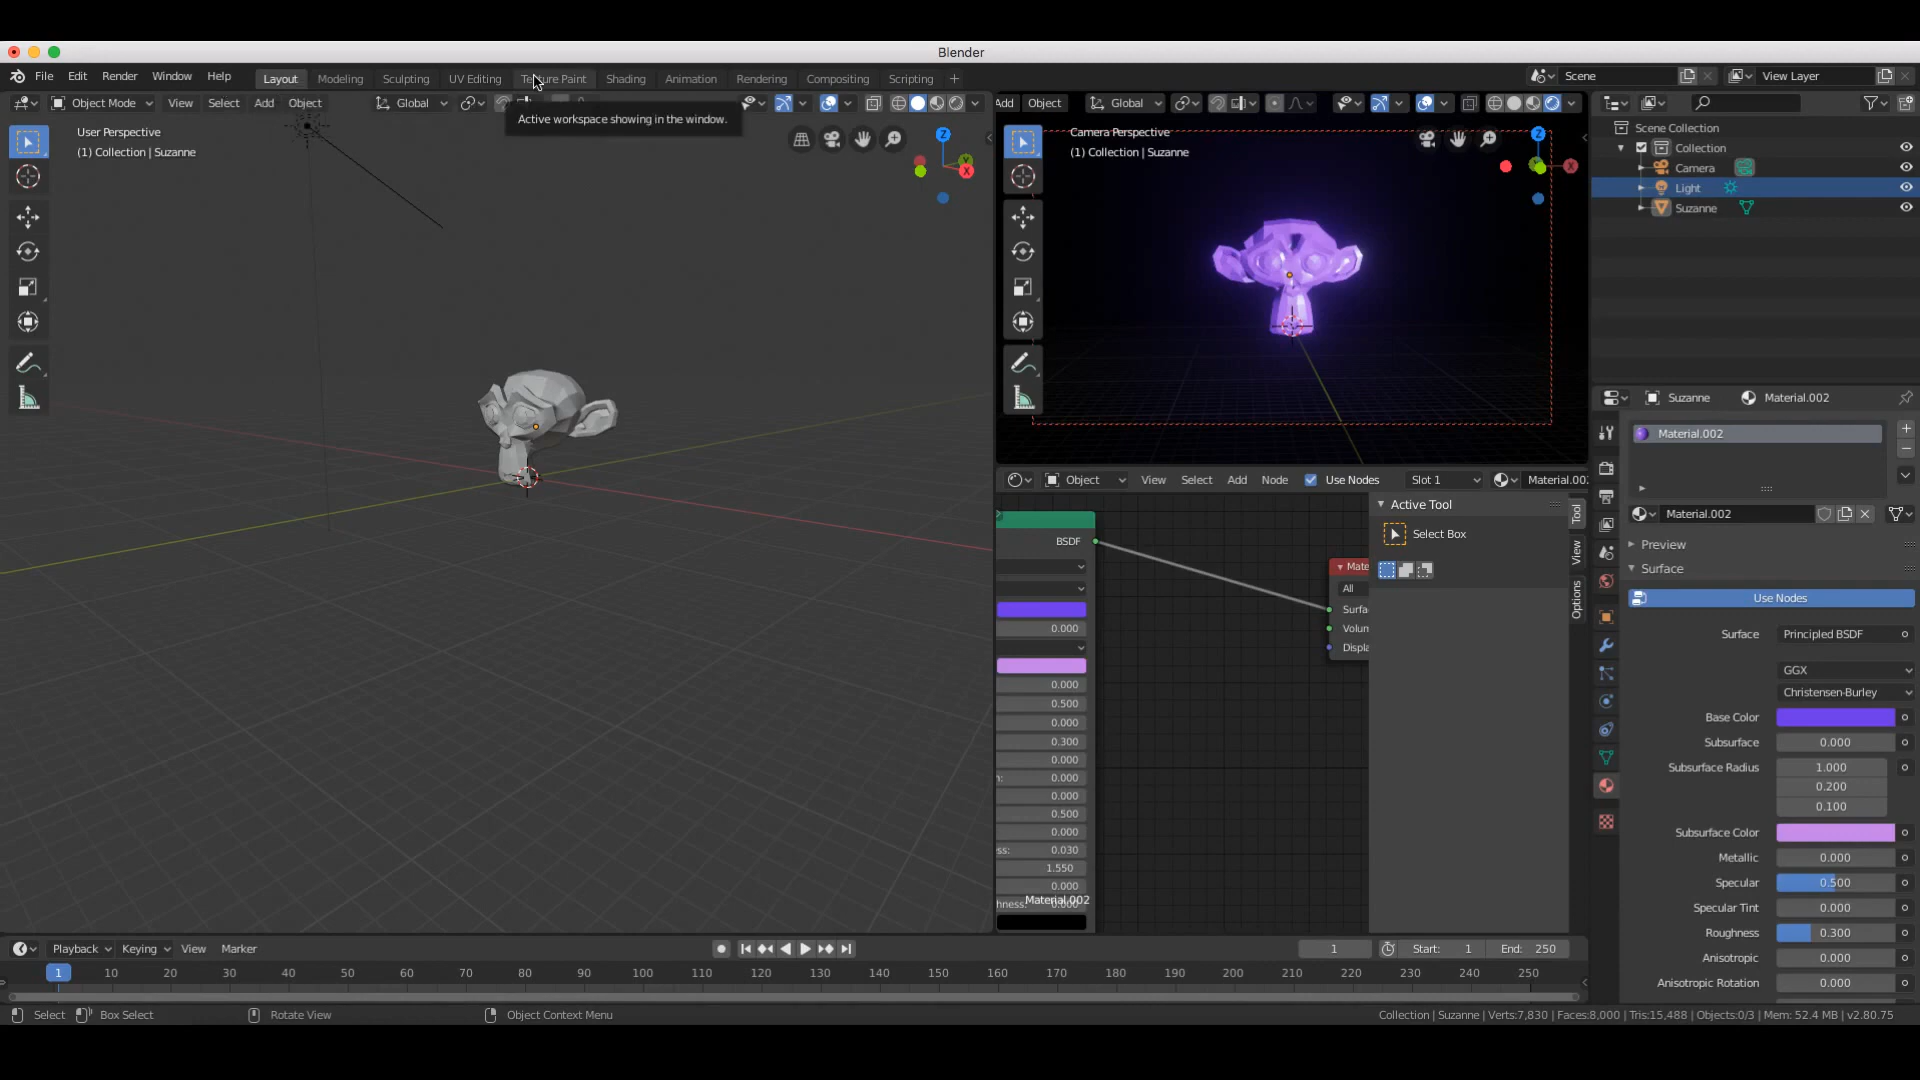 Blender
File Edit Render Window Help Layout Modeling Sculpting UV Editing Texture Paint Shading Animation Rendering Compositing Scripting + Scene View Layer
Object Mode View Select Add Object Global Add Object Global
Active workspace showing in the window.
User Perspective
(1) Collection | Suzanne
Z
X
Camera Perspective
(1) Collection | Suzanne
Z
Scene Collection
Collection
Camera
Light
Suzanne
Suzanne Material.002
Material.002
Material.002
Preview
Surface
Use Nodes
Surface Principled BSDF
GGX
Christensen-Burley
Base Color
Subsurface 0.000
Subsurface Radius 1.000
0.200
0.100
Subsurface Color
Metallic 0.000
Specular 0.500
Specular Tint 0.000
Roughness 0.300
Anisotropic 0.000
Anisotropic Rotation 0.000
Object View Select Add Node Use Nodes Slot 1 Material.00
Active Tool
Select Box
Tool
View
Options
BSDF
0.000
0.000
0.500
0.000
0.300
0.000
n: 0.000
0.000
0.500
0.000
ss: 0.030
1.550
0.000
hness: 0.000
Material.002
Mate
All
Surfa
Volun
Displa
Playback Keying View Marker 1 Start: 1 End: 250
1 10 20 30 40 50 60 70 80 90 100 110 120 130 140 150 160 170 180 190 200 210 220 230 240 250
Select Box Select Rotate View Object Context Menu Collection | Suzanne | Verts:7,830 | Faces:8,000 | Tris:15,488 | Objects:0/3 | Mem: 52.4 MB | v2.80.75